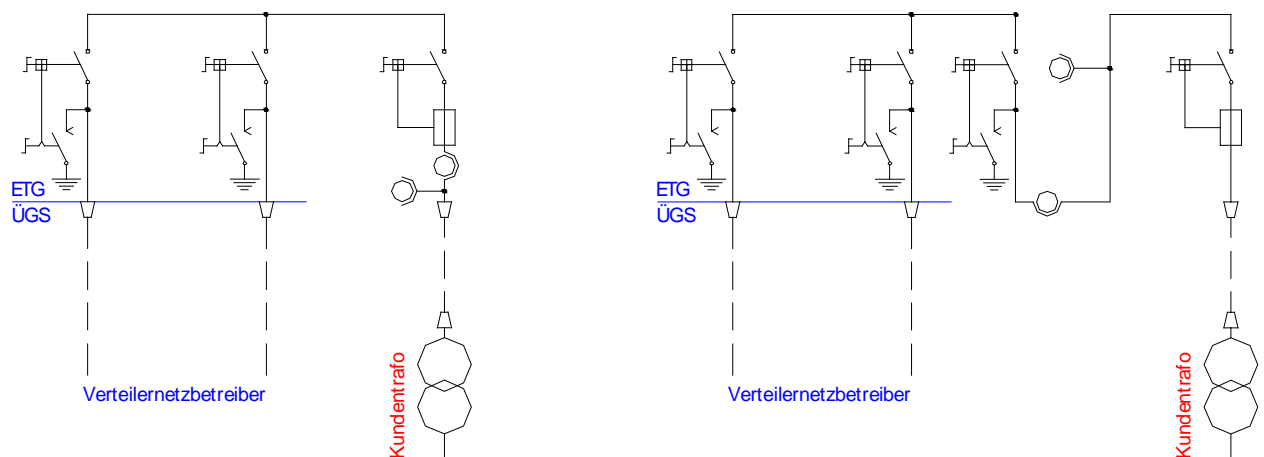 ETG
ÜGS
Verteilernetzbetreiber
Kundentrafo
ETG
ÜGS
Verteilernetzbetreiber
Kundentrafo